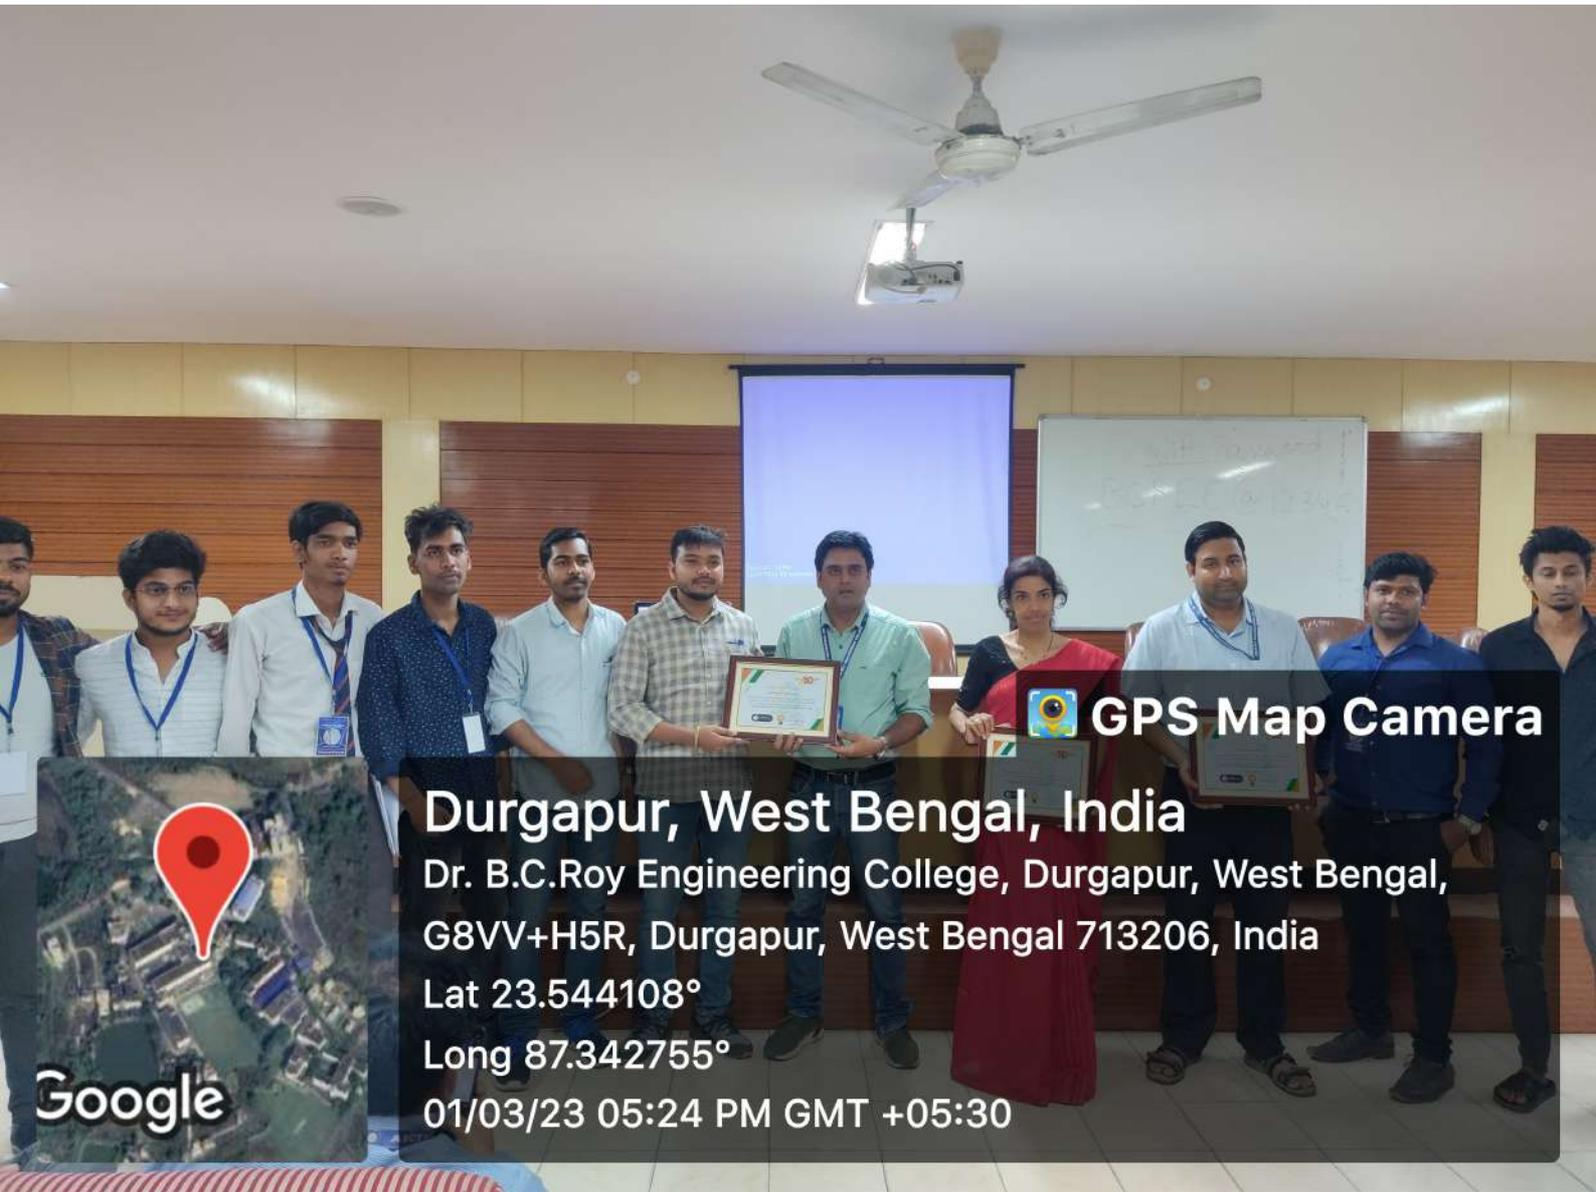 GPS Map Camera
Durgapur, West Bengal, India
Dr. B.C.Roy Engineering College, Durgapur, West Bengal,
G8VV+H5R, Durgapur, West Bengal 713206, India
Lat 23.544108°
Long 87.342755°
01/03/23 05:24 PM GMT +05:30
Google